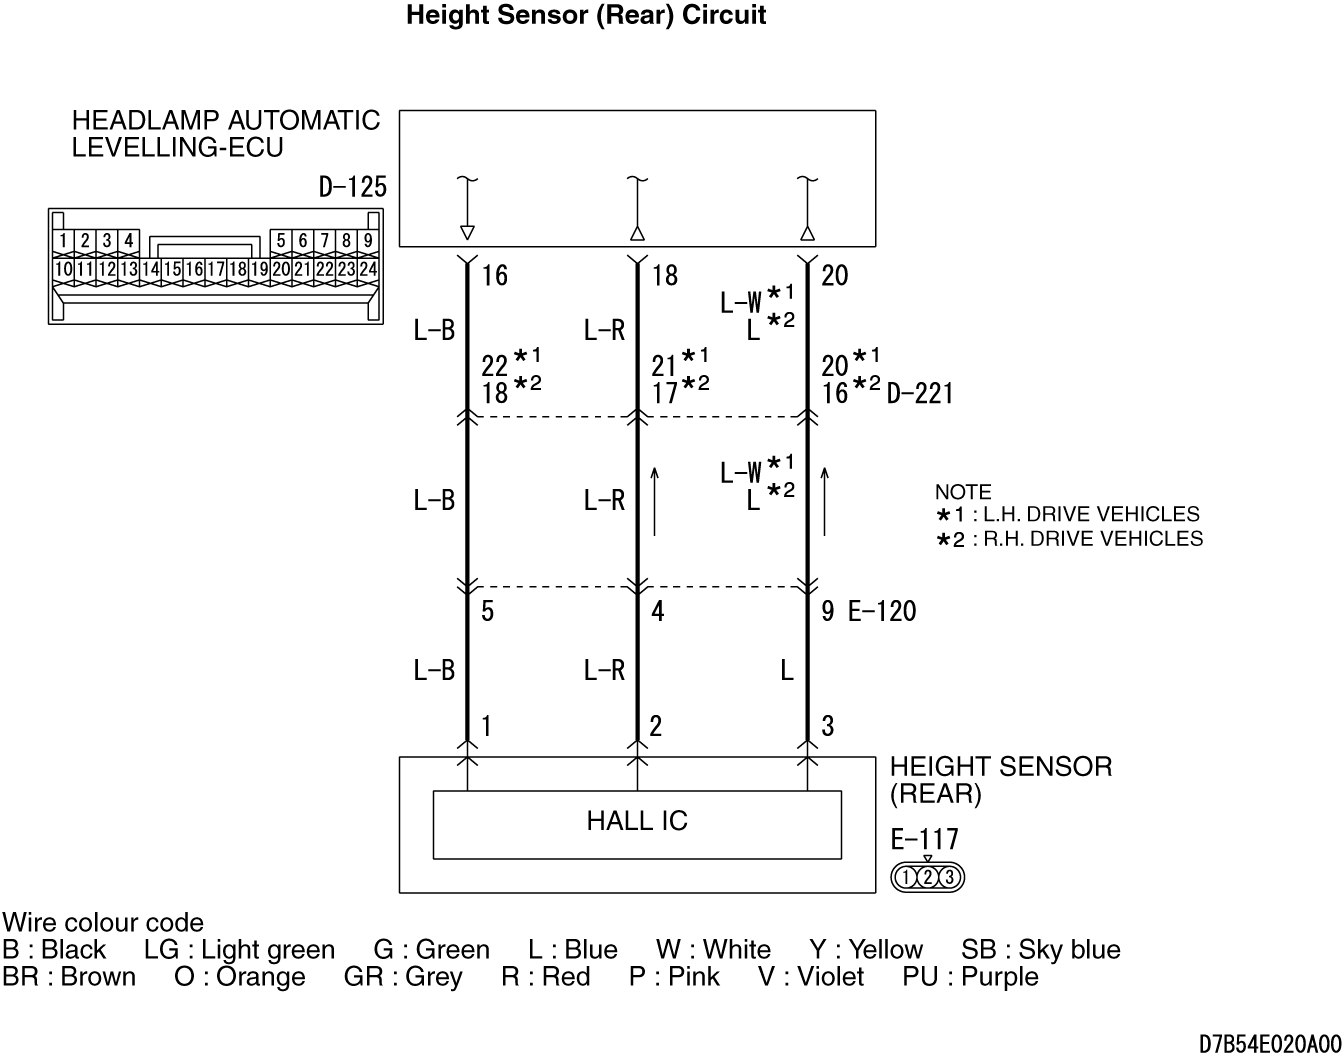 Height Sensor (Rear) Circuit
HEADLAMP AUTOMATIC
LEVELLING-ECU
D-125
1 2 3 4 5 6 7 8 9
10 11 12 13 14 15 16 17 18 19 20 21 22 23 24
16 18 20
L-W *1
L-B L-R L *2
22 *1 21 *1 20 *1
18 *2 17 *2 16 *2 D-221
L-W *1
L-B L-R L *2
NOTE
*1 : L.H. DRIVE VEHICLES
*2 : R.H. DRIVE VEHICLES
5 4 9 E-120
L-B L-R L
1 2 3
HEIGHT SENSOR
(REAR)
HALL IC
E-117
1 2 3
Wire colour code
B : Black LG : Light green G : Green L : Blue W : White Y : Yellow SB : Sky blue
BR : Brown O : Orange GR : Grey R : Red P : Pink V : Violet PU : Purple
D7B54E020A00